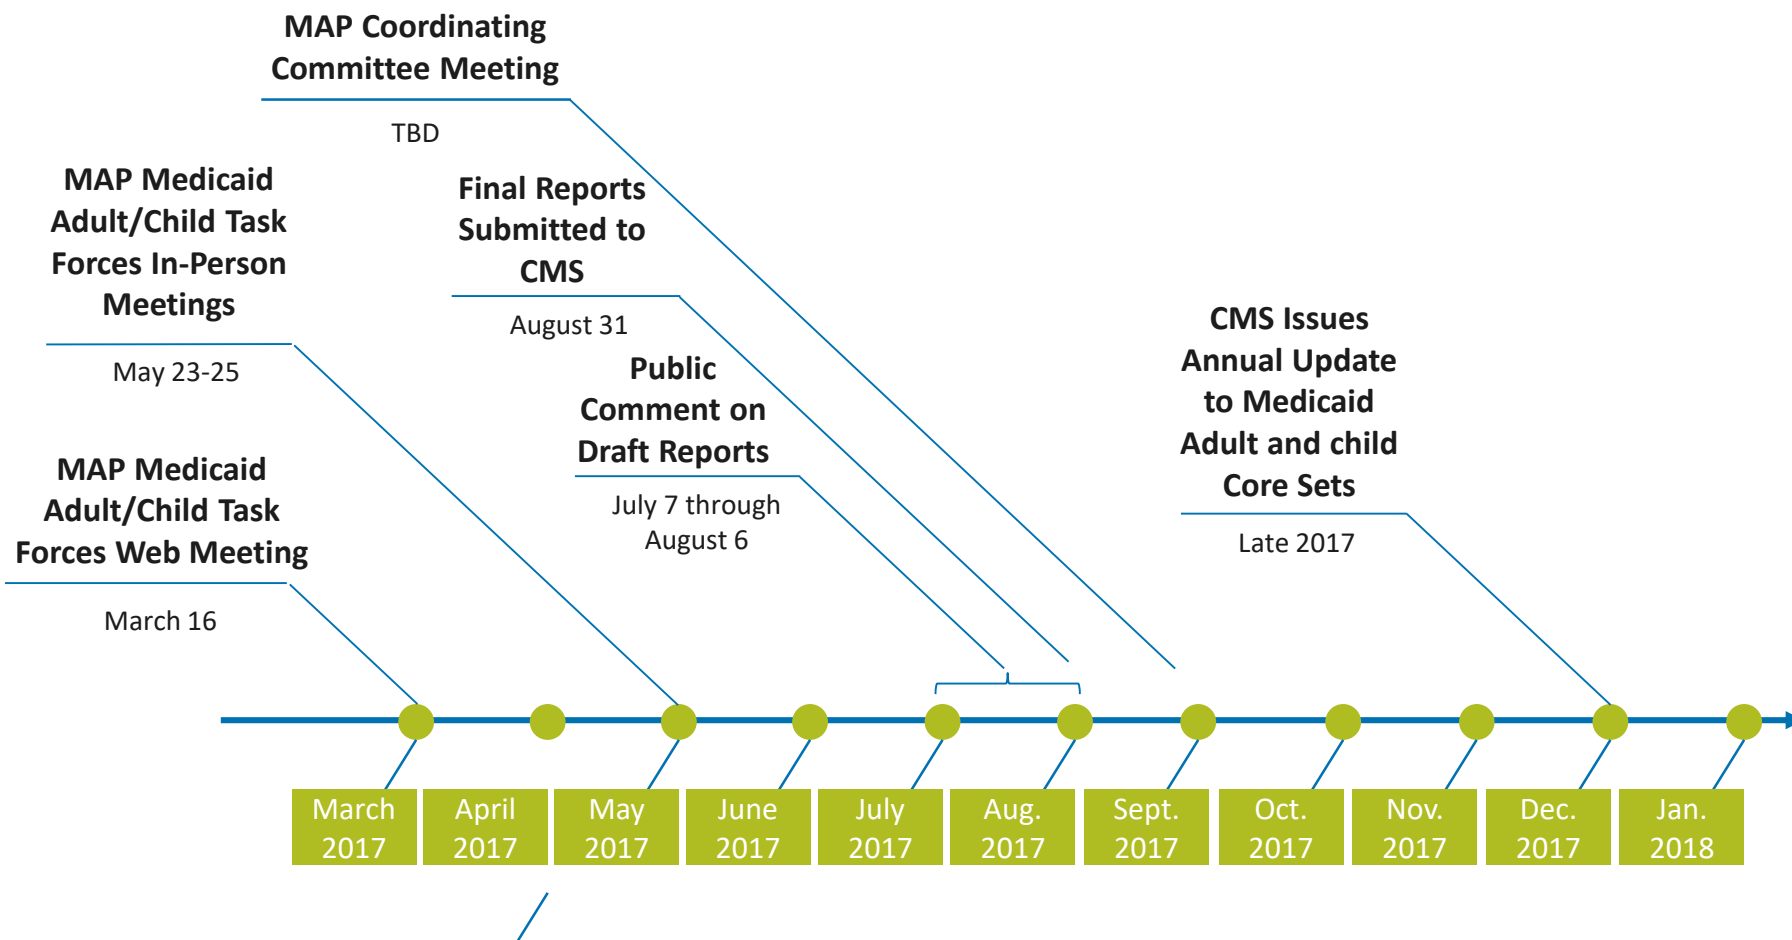 MAP Coordinating
Committee Meeting
TBD
MAP Medicaid
Adult/Child Task
Forces In-Person
Meetings
May 23-25
Final Reports
Submitted to
CMS
August 31
Public
Comment on
Draft Reports
July 7 through
August 6
CMS Issues
Annual Update
to Medicaid
Adult and child
Core Sets
Late 2017
MAP Medicaid
Adult/Child Task
Forces Web Meeting
March 16
March
2017
April
2017
May
2017
June
2017
July
2017
Aug.
2017
Sept.
2017
Oct.
2017
Nov.
2017
Dec.
2017
Jan.
2018